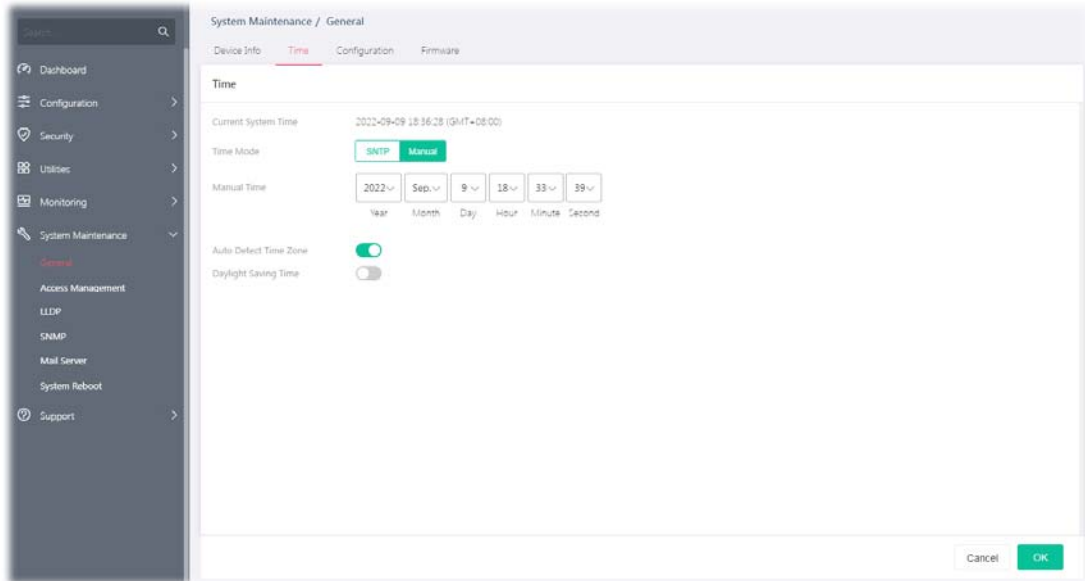 Search...
Dashboard
Configuration
Security
Utilities
Monitoring
System Maintenance
General
Access Management
LLDP
SNMP
Mail Server
System Reboot
Support
System Maintenance / General
Device Info Time Configuration Firmware
Time
Current System Time 2022-09-09 18:36:28 (GMT+08:00)
Time Mode SNTP Manual
Manual Time 2022 Sep. 9 18 33 39
Year Month Day Hour Minute Second
Auto Detect Time Zone
Daylight Saving Time
Cancel OK